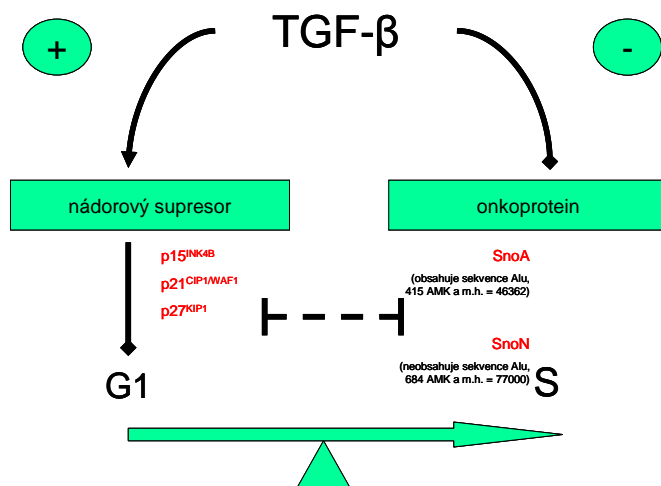 +
TGF-β
-
nádorový supresor
onkoprotein
p15INK4B
p21CIP1/WAF1
p27KIP1
SnoA
(obsahuje sekvence Alu,
415 AMK a m.h. = 46362)
SnoN
(neobsahuje sekvence Alu,
684 AMK a m.h. = 77000)
G1
S